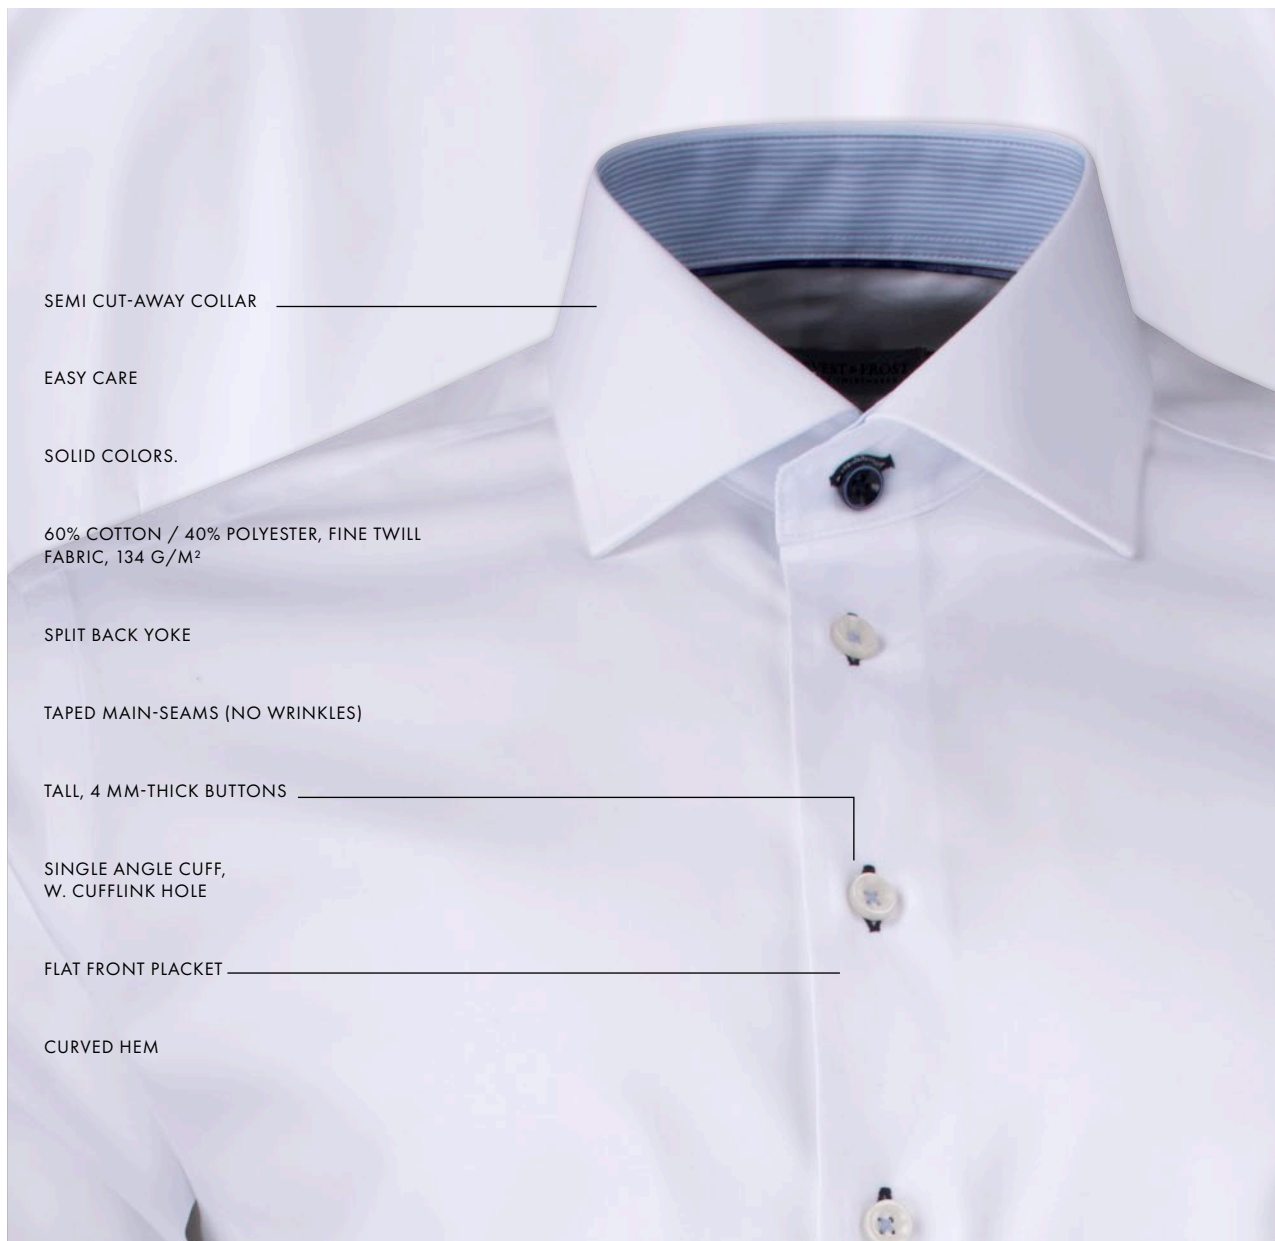 SEMI CUT-AWAY COLLAR
EASY CARE
SOLID COLORS.
60% COTTON / 40% POLYESTER, FINE TWILL
FABRIC, 134 G/M²
SPLIT BACK YOKE
TAPED MAIN-SEAMS (NO WRINKLES)
TALL, 4 MM-THICK BUTTONS
SINGLE ANGLE CUFF,
W. CUFFLINK HOLE
FLAT FRONT PLACKET
CURVED HEM